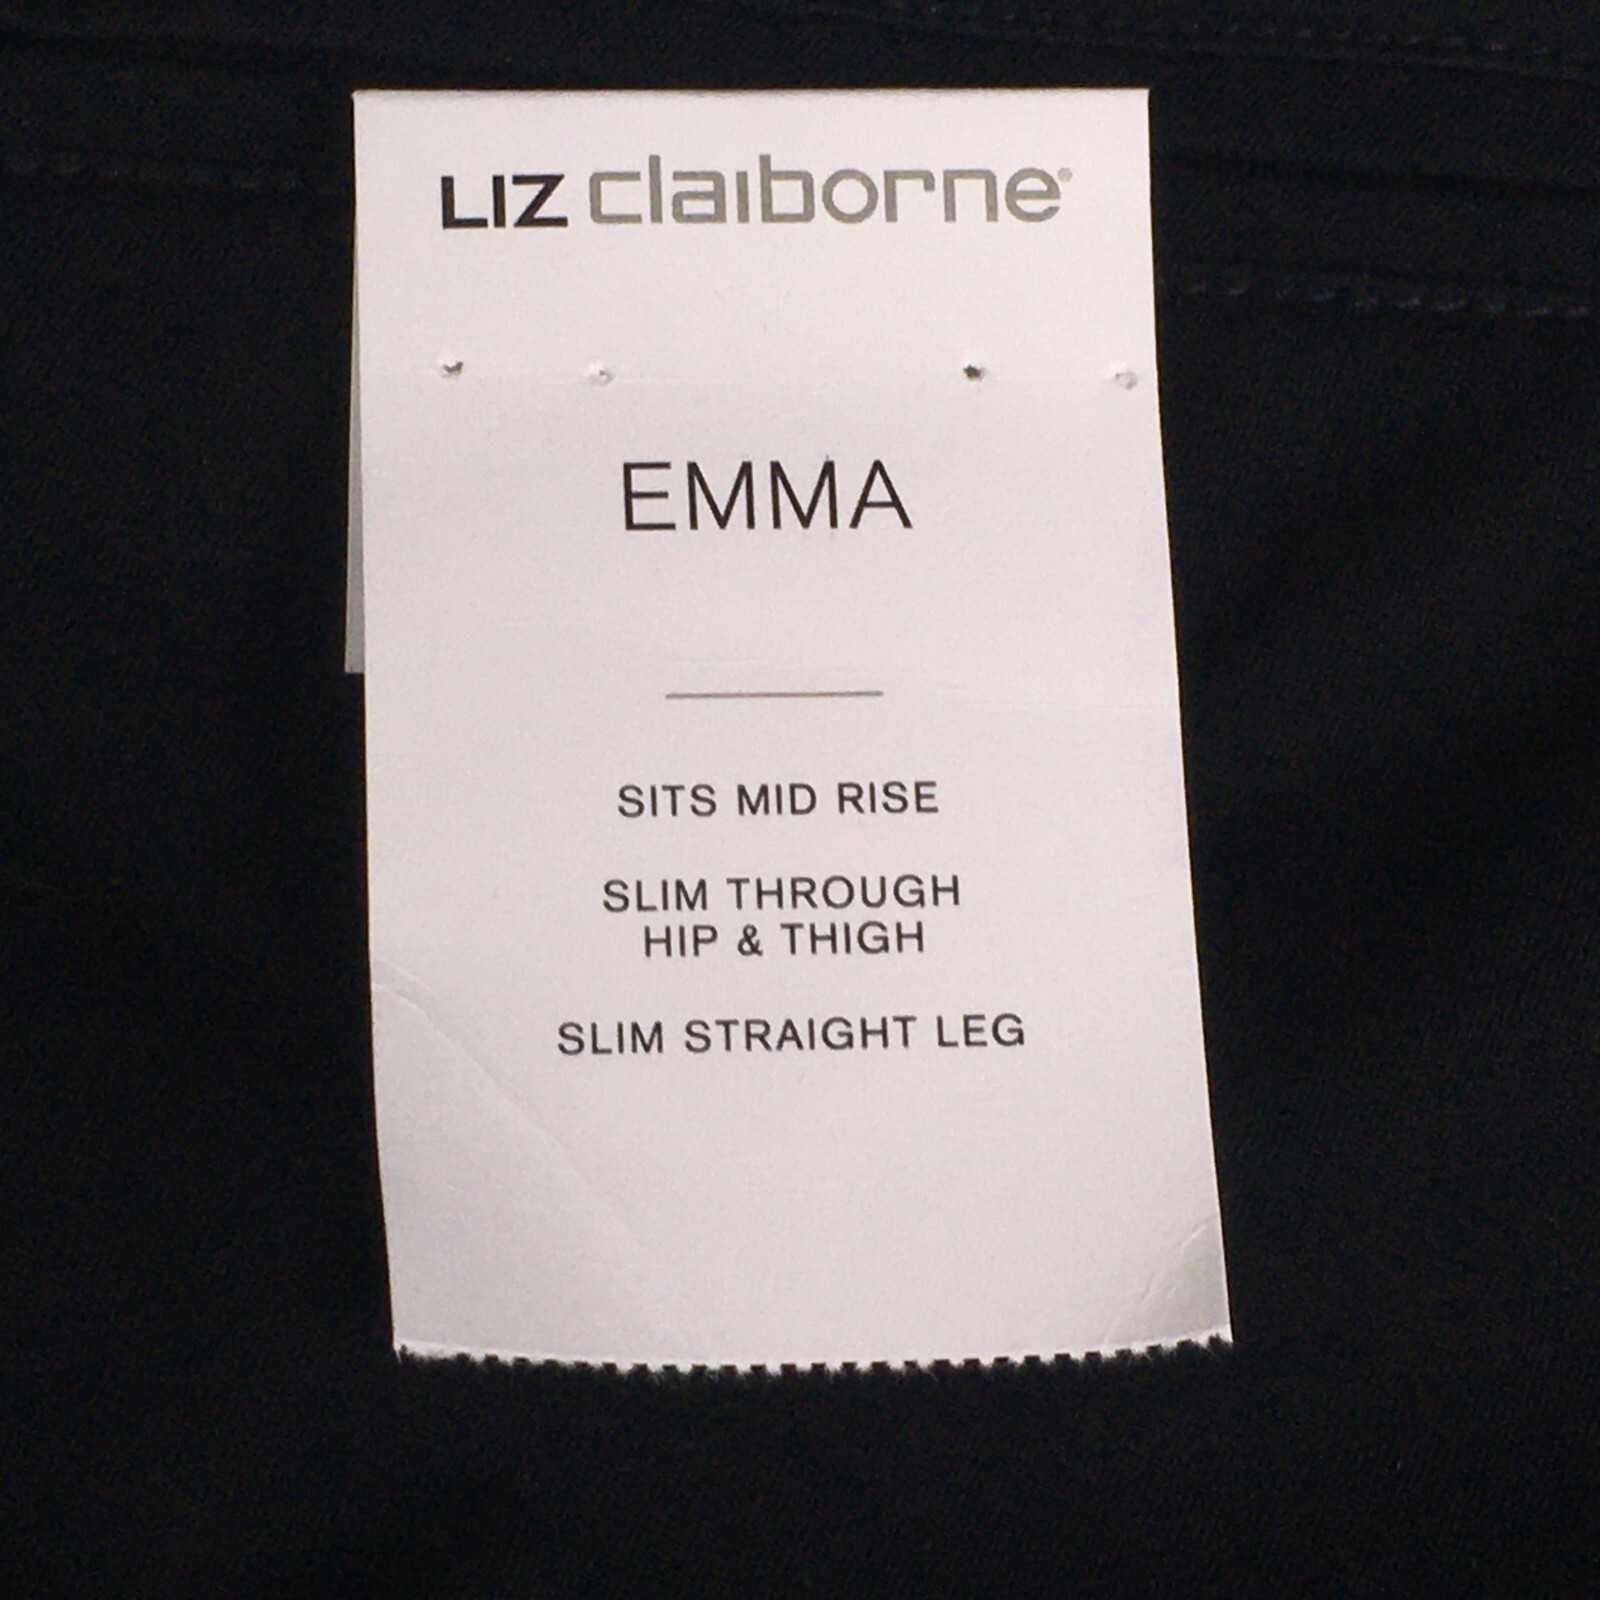 LIZ claiborne®
EMMA
SITS MID RISE
SLIM THROUGH
HIP & THIGH
SLIM STRAIGHT LEG